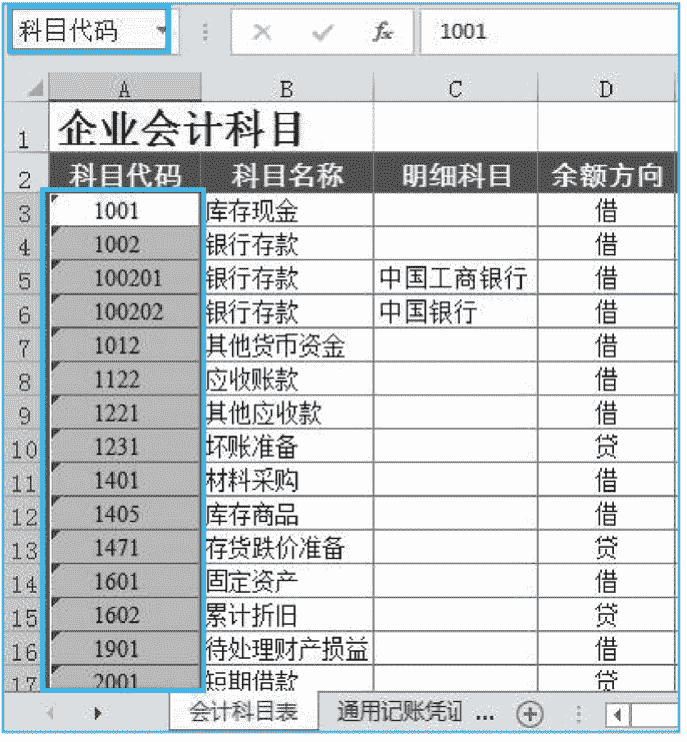 科目代码 fx 1001
A B C D
1 企业会计科目
2 科目代码 科目名称 明细科目 余额方向
3 1001 库存现金 借
4 1002 银行存款 借
5 100201 银行存款 中国工商银行 借
6 100202 银行存款 中国银行 借
7 1012 其他货币资金 借
8 1122 应收账款 借
9 1221 其他应收款 借
10 1231 坏账准备 贷
11 1401 材料采购 借
12 1405 库存商品 借
13 1471 存货跌价准备 贷
14 1601 固定资产 借
15 1602 累计折旧 贷
16 1901 待处理财产损益 借
17 2001 短期借款 贷
会计科目表 通用记账凭证 ...